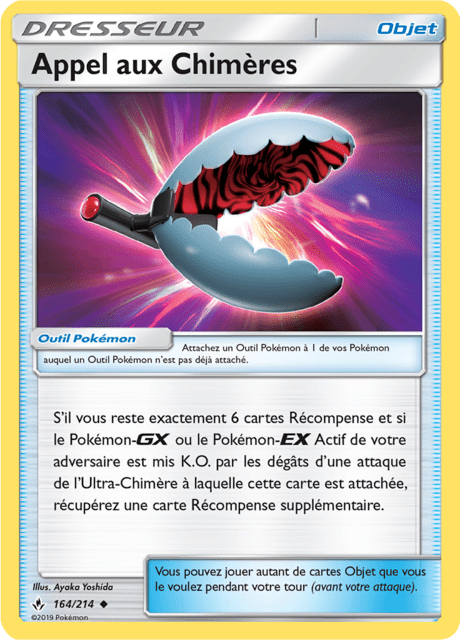 DRESSEUR Objet
Appel aux Chimères
Outil Pokémon
Attachez un Outil Pokémon à 1 de vos Pokémon
auquel un Outil Pokémon n'est pas déjà attaché.
S'il vous reste exactement 6 cartes Récompense et si
le Pokémon-GX ou le Pokémon-EX Actif de votre
adversaire est mis K.O. par les dégâts d'une attaque
de l'Ultra-Chimère à laquelle cette carte est attachée,
récupérez une carte Récompense supplémentaire.
Vous pouvez jouer autant de cartes Objet que vous
le voulez pendant votre tour (avant votre attaque).
Illus. Ayaka Yoshida
164/214
©2019 Pokémon